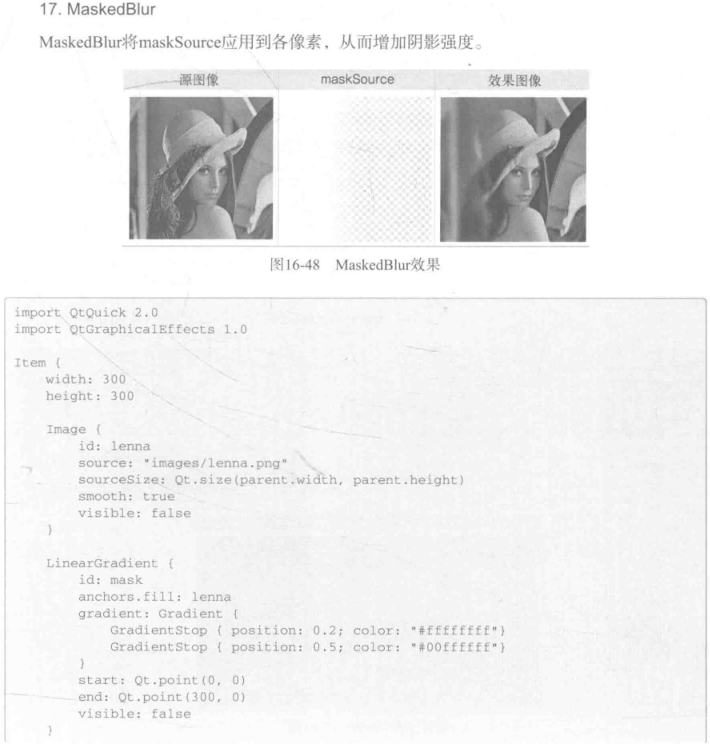 17. MaskedBlur
MaskedBlur将maskSource应用到各像素，从而增加阴影强度。
源图像 maskSource 效果图像
图16-48 MaskedBlur效果
import QtQuick 2.0
import QtGraphicalEffects 1.0
Item {
    width: 300
    height: 300
    Image {
        id: lenna
        source: "images/lenna.png"
        sourceSize: Qt.size(parent.width, parent.height)
        smooth: true
        visible: false
    }
    LinearGradient {
        id: mask
        anchors.fill: lenna
        gradient: Gradient {
            GradientStop { position: 0.2; color: "#ffffffff"}
            GradientStop { position: 0.5; color: "#00ffffff"}
        }
        start: Qt.point(0, 0)
        end: Qt.point(300, 0)
        visible: false
    }